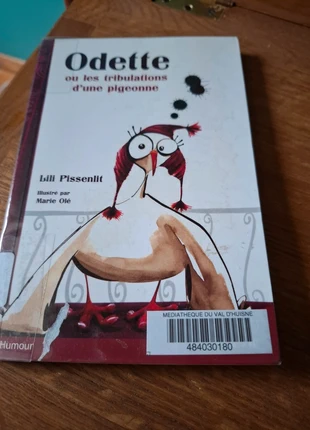 Odette
ou les tribulations
d'une pigeonne
Lili Pissenlit
illustré par
Marie Olé
MEDIATHEQUE DU VAL D'HUISNE
484030180
Humour